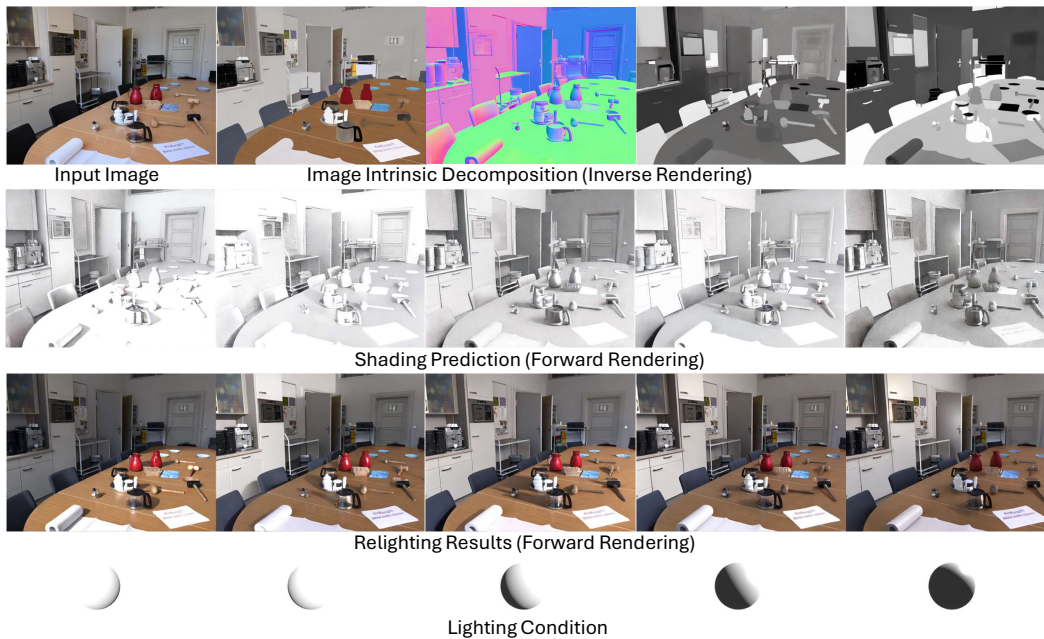 Input Image
Image Intrinsic Decomposition (Inverse Rendering)
Shading Prediction (Forward Rendering)
Relighting Results (Forward Rendering)
Lighting Condition